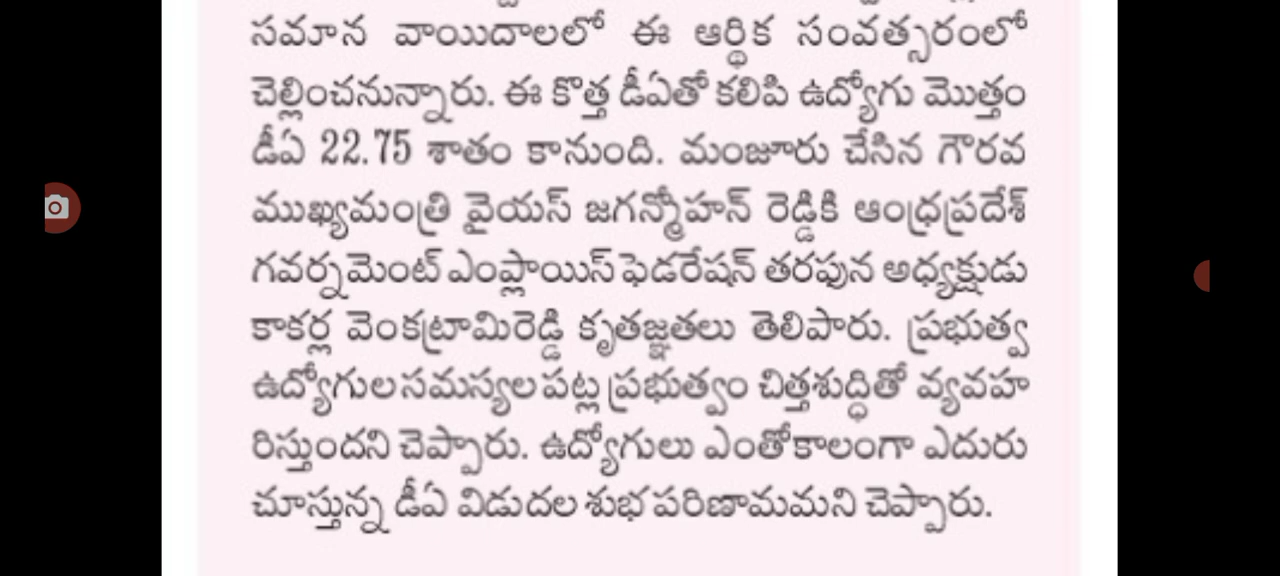 సమాన వాయిదాలలో ఈ ఆర్థిక సంవత్సరంలో
చెల్లించనున్నారు. ఈ కొత్త డీఏతో కలిపి ఉద్యోగు మొత్తం
డీఏ 22.75 శాతం కానుంది. మంజూరు చేసిన గౌరవ
ముఖ్యమంత్రి వైయస్ జగన్మోహన్ రెడ్డికి ఆంధ్రప్రదేశ్
గవర్నమెంట్ ఎంప్లాయిస్ ఫెడరేషన్ తరపున అధ్యక్షుడు
కాకర్ల వెంకట్రామిరెడ్డి కృతజ్ఞతలు తెలిపారు. ప్రభుత్వ
ఉద్యోగుల సమస్యల పట్ల ప్రభుత్వం చిత్తశుద్ధితో వ్యవహ
రిస్తుందని చెప్పారు. ఉద్యోగులు ఎంతోకాలంగా ఎదురు
చూస్తున్న డీఏ విడుదల శుభ పరిణామమని చెప్పారు.